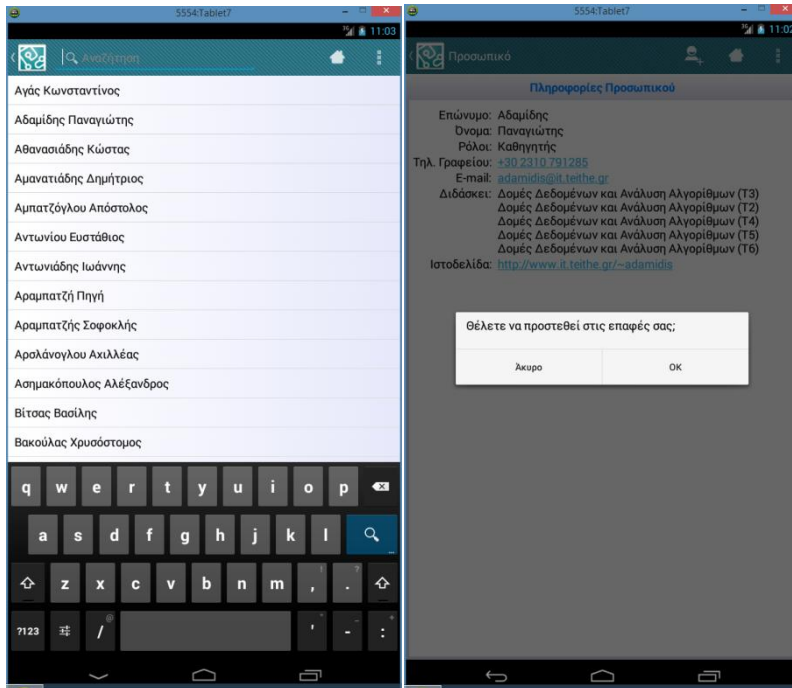 5554:Tablet7
3G 11:03
Αναζήτηση
Αγάς Κωνσταντίνος
Αδαμίδης Παναγιώτης
Αθανασιάδης Κώστας
Αμανατιάδης Δημήτριος
Αμπατζόγλου Απόστολος
Αντωνίου Ευστάθιος
Αντωνιάδης Ιωάννης
Αραμπατζή Πηγή
Αραμπατζής Σοφοκλής
Αρσλάνογλου Αχιλλέας
Ασημακόπουλος Αλέξανδρος
Βίτσας Βασίλης
Βακούλας Χρυσόστομος
q w e r t y u i o p
a s d f g h j k l
z x c v b n m , ! . ?
?123 @ / ' " - _ : +
5554:Tablet7
3G 11:02
Προσωπικό
Πληροφορίες Προσωπικού
Επώνυμο: Αδαμίδης
Όνομα: Παναγιώτης
Ρόλοι: Καθηγητής
Τηλ. Γραφείου: +30 2310 791285
E-mail: adamidis@it.teithe.gr
Διδάσκει: Δομές Δεδομένων και Ανάλυση Αλγορίθμων (Τ3)
Δομές Δεδομένων και Ανάλυση Αλγορίθμων (Τ2)
Δομές Δεδομένων και Ανάλυση Αλγορίθμων (Τ4)
Δομές Δεδομένων και Ανάλυση Αλγορίθμων (Τ5)
Δομές Δεδομένων και Ανάλυση Αλγορίθμων (Τ6)
Ιστοδελίδα: http://www.it.teithe.gr/~adamidis
Θέλετε να προστεθεί στις επαφές σας;
Άκυρο OK